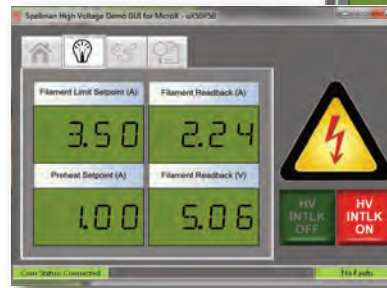 Spellman High Voltage Demo GUI for MicroX - uX50P50
Filament Limit Setpoint (A)
Filament Readback (A)
3.50
2.24
Preheat Setpoint (A)
Filament Readback (V)
1.00
5.06
HV
INTLK
OFF
HV
INTLK
ON
Com Status: Connected
No Faults